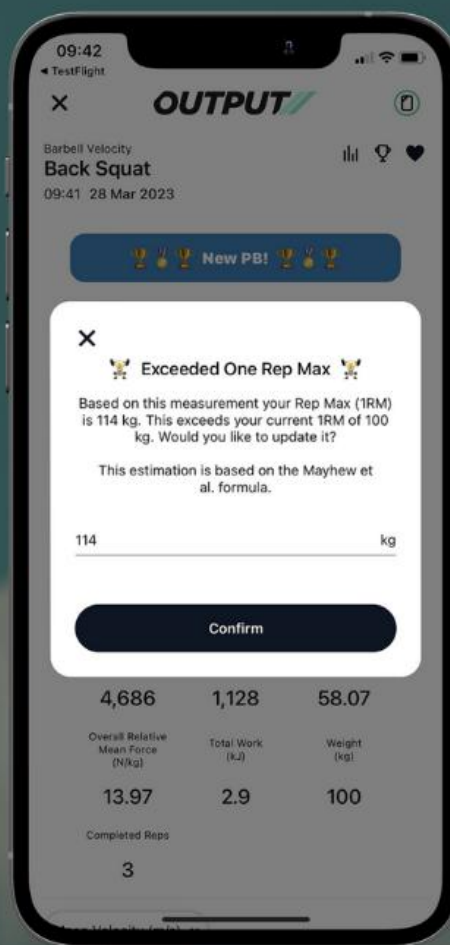 09:42
◀ TestFlight
OUTPUT
Barbell Velocity
Back Squat
09:41 28 Mar 2023
New PB!
Exceeded One Rep Max
Based on this measurement your Rep Max (1RM)
is 114 kg. This exceeds your current 1RM of 100
kg. Would you like to update it?
This estimation is based on the Mayhew et
al. formula.
114 kg
Confirm
4,686 1,128 58.07
Overall Relative Total Work Weight
Mean Force (kJ) (kg)
(N/kg)
13.97 2.9 100
Completed Reps
3
Mean Velocity (m/s)